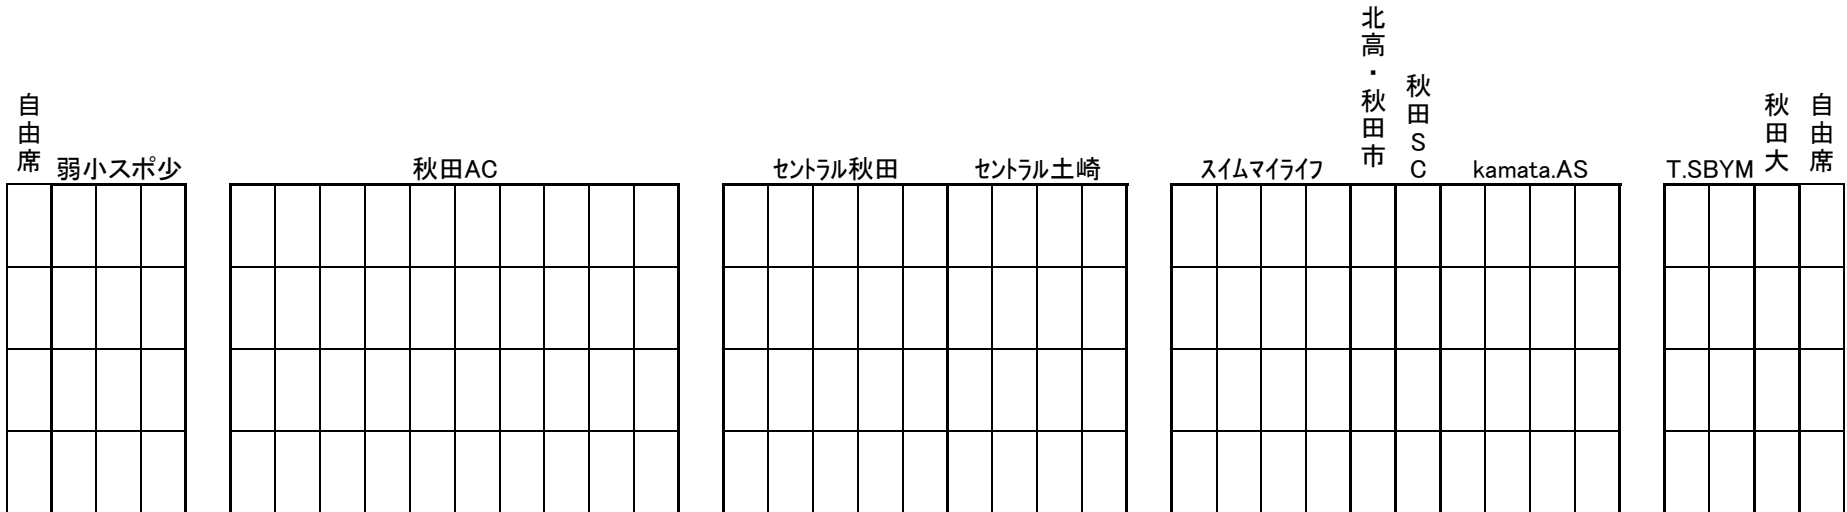 自由席
弱小スポ少
秋田AC
セントラル秋田
セントラル土崎
スイムマイライフ
北高・秋田市
秋田SC
kamata.AS
T.SBYM
秋田大
自由席